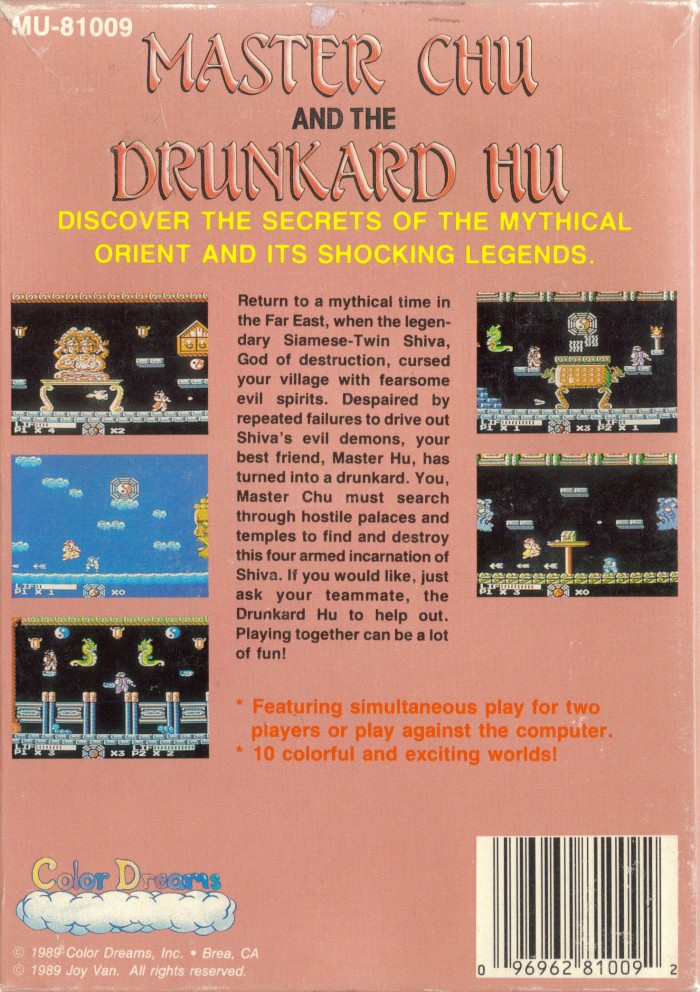 MU-81009
MASTER CHU
AND THE
DRUNKARD HU
DISCOVER THE SECRETS OF THE MYTHICAL
ORIENT AND ITS SHOCKING LEGENDS.
Return to a mythical time in
the Far East, when the legen-
dary Siamese-Twin Shiva,
God of destruction, cursed
your village with fearsome
evil spirits. Despaired by
repeated failures to drive out
Shiva's evil demons, your
best friend, Master Hu, has
turned into a drunkard. You,
Master Chu must search
through hostile palaces and
temples to find and destroy
this four armed incarnation of
Shiva. If you would like, just
ask your teammate, the
Drunkard Hu to help out.
Playing together can be a lot
of fun!
LIF
P1 X 4 X2
LIF
P1 X 1 X0
LIF LIF
P1 X 3 X3 P2 X 2
LIF
P1 X 1 X3 P2 X 1
LIF
P1 X 3 X0
* Featuring simultaneous play for two
players or play against the computer.
* 10 colorful and exciting worlds!
Color Dreams
© 1989 Color Dreams, Inc. • Brea, CA
© 1989 Joy Van. All rights reserved.
0 96962 81009 2